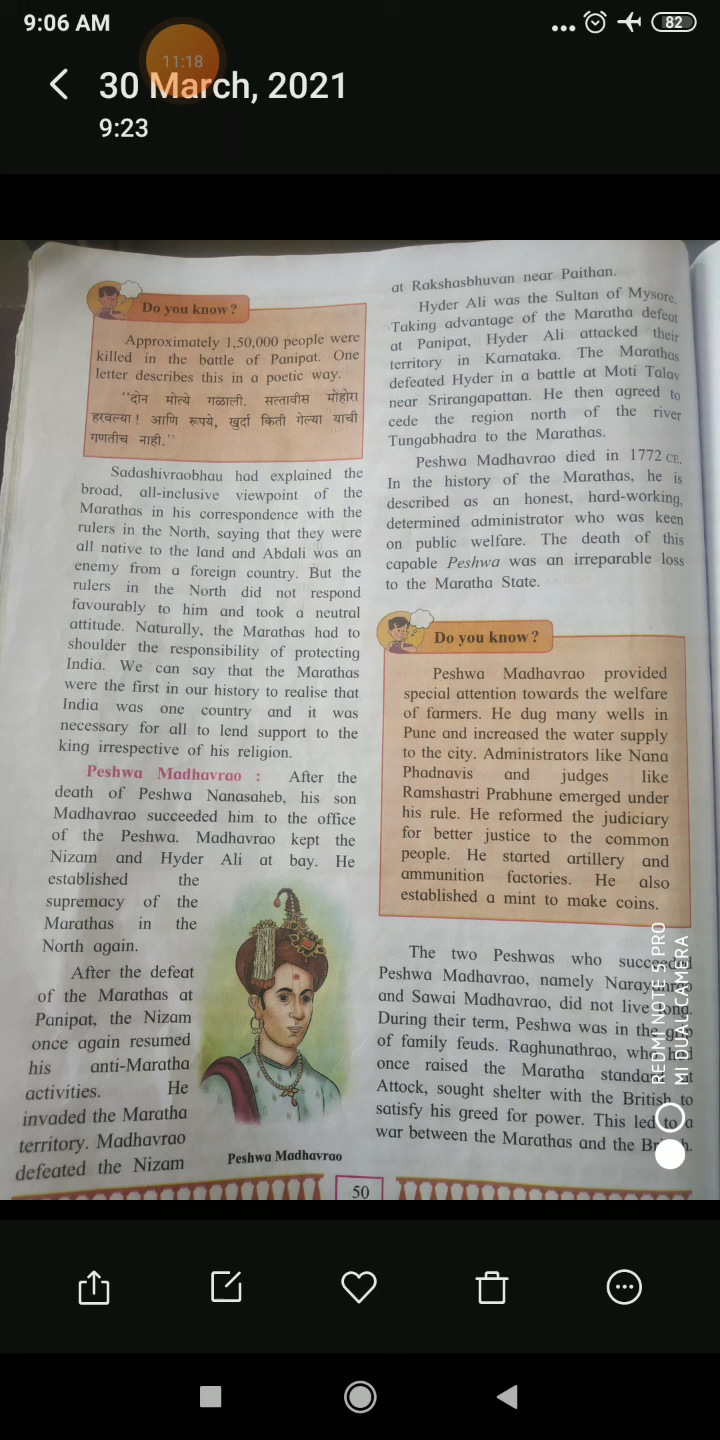 9:06 AM
82
11:18
30 March, 2021
9:23
Do you know?
Approximately 1,50,000 people were
killed in the battle of Panipat. One
letter describes this in a poetic way.
“दोन मोत्ये गळाली. सत्तावीस मोहोरा
हरवल्या! आणि रूपये, खुर्दा किती गेल्या याची
गणतीच नाही.”
Sadashivraobhau had explained the
broad, all-inclusive viewpoint of the
Marathas in his correspondence with the
rulers in the North, saying that they were
all native to the land and Abdali was an
enemy from a foreign country. But the
rulers in the North did not respond
favourably to him and took a neutral
attitude. Naturally, the Marathas had to
shoulder the responsibility of protecting
India. We can say that the Marathas
were the first in our history to realise that
India was one country and it was
necessary for all to lend support to the
king irrespective of his religion.
Peshwa Madhavrao : After the
death of Peshwa Nanasaheb, his son
Madhavrao succeeded him to the office
of the Peshwa. Madhavrao kept the
Nizam and Hyder Ali at bay. He
established the
supremacy of the
Marathas in the
North again.
After the defeat
of the Marathas at
Panipat, the Nizam
once again resumed
his anti-Maratha
activities. He
invaded the Maratha
territory. Madhavrao
defeated the Nizam
Peshwa Madhavrao
at Rakshasbhuvan near Paithan.
Hyder Ali was the Sultan of Mysore.
Taking advantage of the Maratha defeat
at Panipat, Hyder Ali attacked their
territory in Karnataka. The Marathas
defeated Hyder in a battle at Moti Talav
near Srirangapattan. He then agreed to
cede the region north of the river
Tungabhadra to the Marathas.
Peshwa Madhavrao died in 1772 CE.
In the history of the Marathas, he is
described as an honest, hard-working,
determined administrator who was keen
on public welfare. The death of this
capable Peshwa was an irreparable loss
to the Maratha State.
Do you know?
Peshwa Madhavrao provided
special attention towards the welfare
of farmers. He dug many wells in
Pune and increased the water supply
to the city. Administrators like Nana
Phadnavis and judges like
Ramshastri Prabhune emerged under
his rule. He reformed the judiciary
for better justice to the common
people. He started artillery and
ammunition factories. He also
established a mint to make coins.
The two Peshwas who succeeded
Peshwa Madhavrao, namely Narayanrao
and Sawai Madhavrao, did not live long.
During their term, Peshwa was in the grip
of family feuds. Raghunathrao, who had
once raised the Maratha standard at
Attock, sought shelter with the British to
satisfy his greed for power. This led to a
war between the Marathas and the British.
50
REDMI NOTE 5 PRO
MI DUAL CAMERA